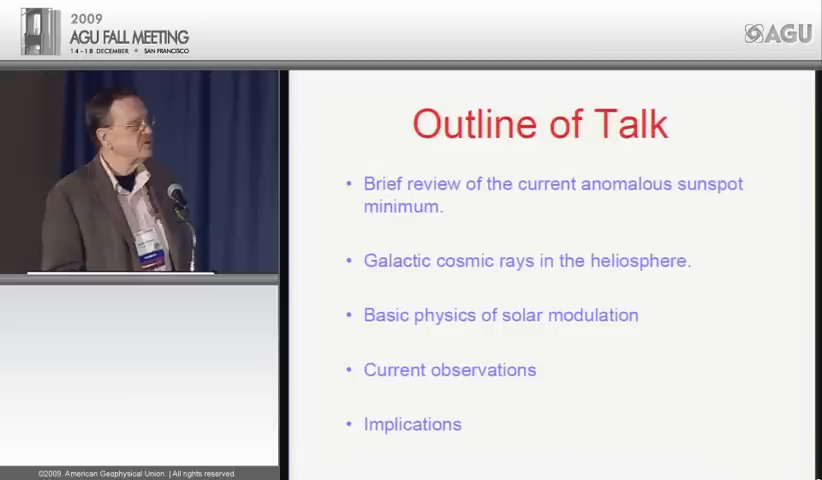 2009
AGU FALL MEETING
14 - 18 DECEMBER • SAN FRANCISCO
AGU
Outline of Talk
• Brief review of the current anomalous sunspot
minimum.
• Galactic cosmic rays in the heliosphere.
• Basic physics of solar modulation
• Current observations
• Implications
©2009. American Geophysical Union. | All rights reserved.